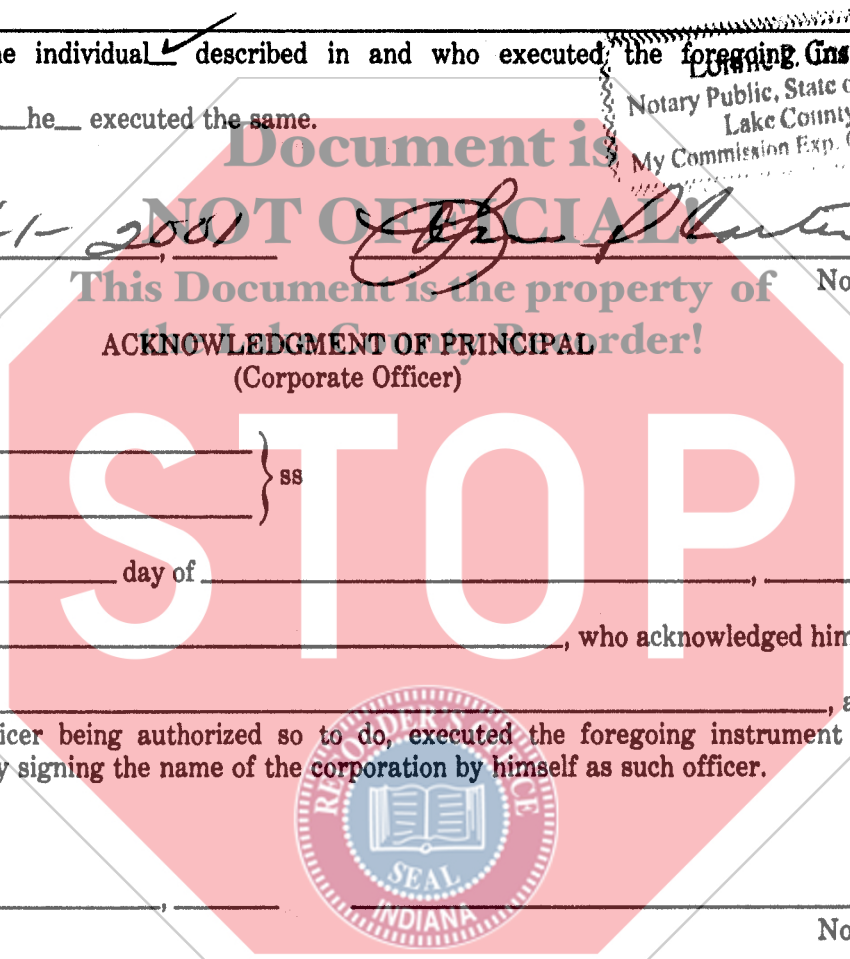 e individual__ described in and who executed the foregoing ins
Notary Public, State o
__he__ executed the same.
Lake County
My Commission Exp.
Document is
NOT OFFICIAL!
-1- 2001
This Document is the property of
the Lake County Recorder!
No
ACKNOWLEDGMENT OF PRINCIPAL
(Corporate Officer)
ss
STOP
day of , 
, who acknowledged him
, a
icer being authorized so to do, executed the foregoing instrument
y signing the name of the corporation by himself as such officer.
RECORDER'S OFFICE
SEAL
INDIANA
,
No